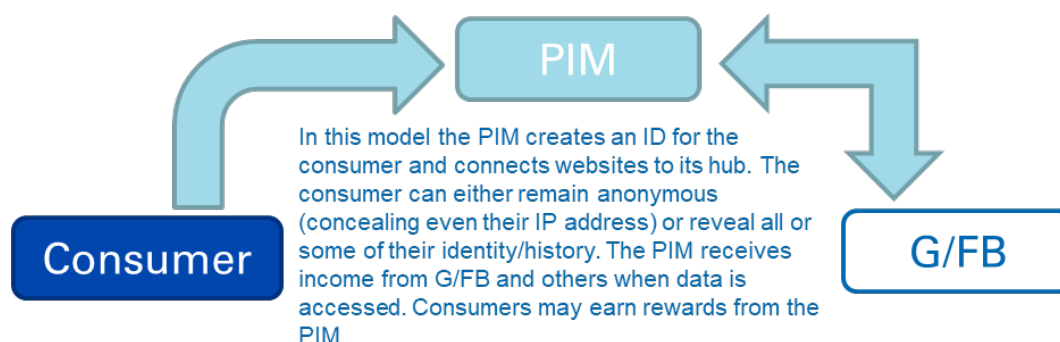 PIM
In this model the PIM creates an ID for the
consumer and connects websites to its hub. The
consumer can either remain anonymous
(concealing even their IP address) or reveal all or
some of their identity/history. The PIM receives
income from G/FB and others when data is
accessed. Consumers may earn rewards from the
PIM
Consumer
G/FB